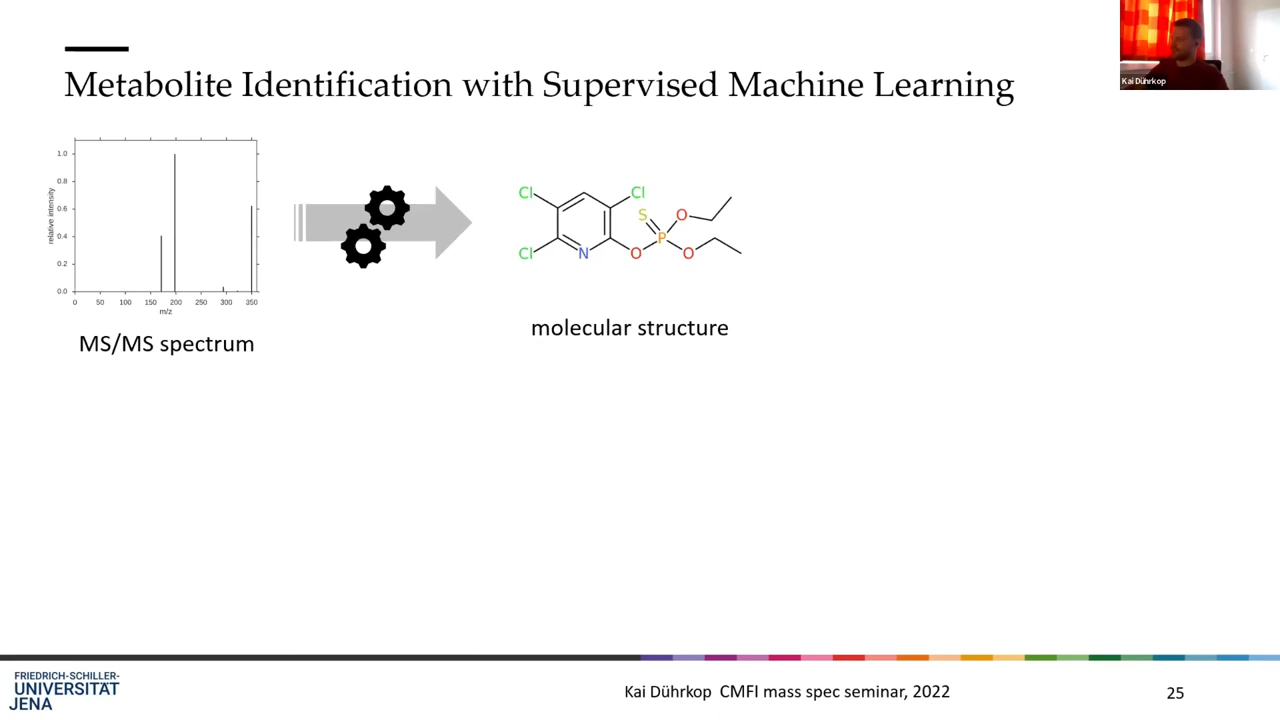 Metabolite Identification with Supervised Machine Learning
Kai Dührkop
1.0
0.8
0.6
0.4
0.2
0.0
relative intensity
0 50 100 150 200 250 300 350
m/z
MS/MS spectrum
Cl
Cl
Cl
N
O
S
P
O
O
molecular structure
FRIEDRICH-SCHILLER-
UNIVERSITÄT
JENA
Kai Dührkop CMFI mass spec seminar, 2022
25